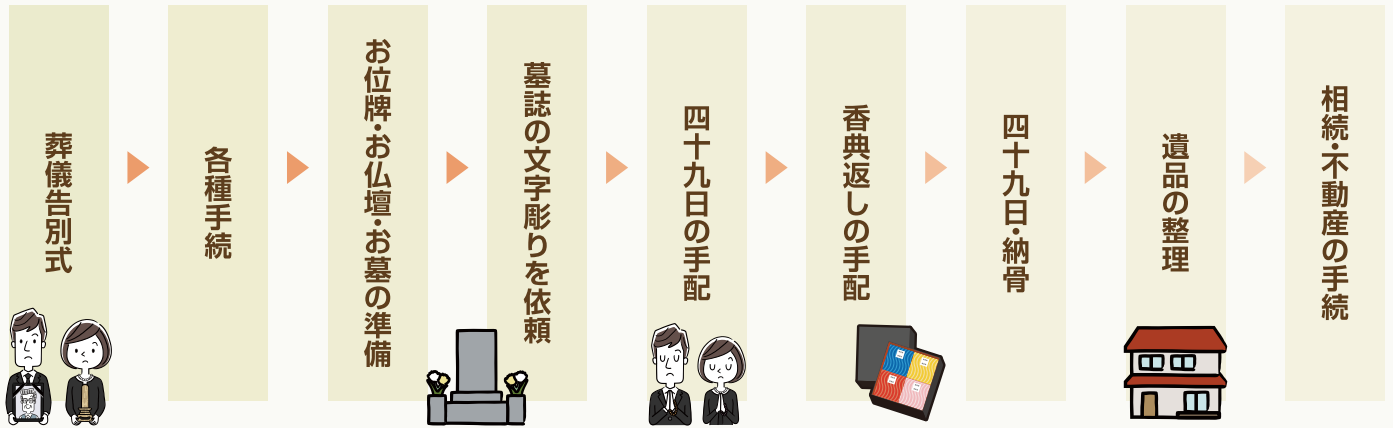 葬儀告別式
各種手続
お位牌・お仏壇・お墓の準備
墓誌の文字彫りを依頼
四十九日の手配
香典返しの手配
四十九日・納骨
遺品の整理
相続・不動産の手続